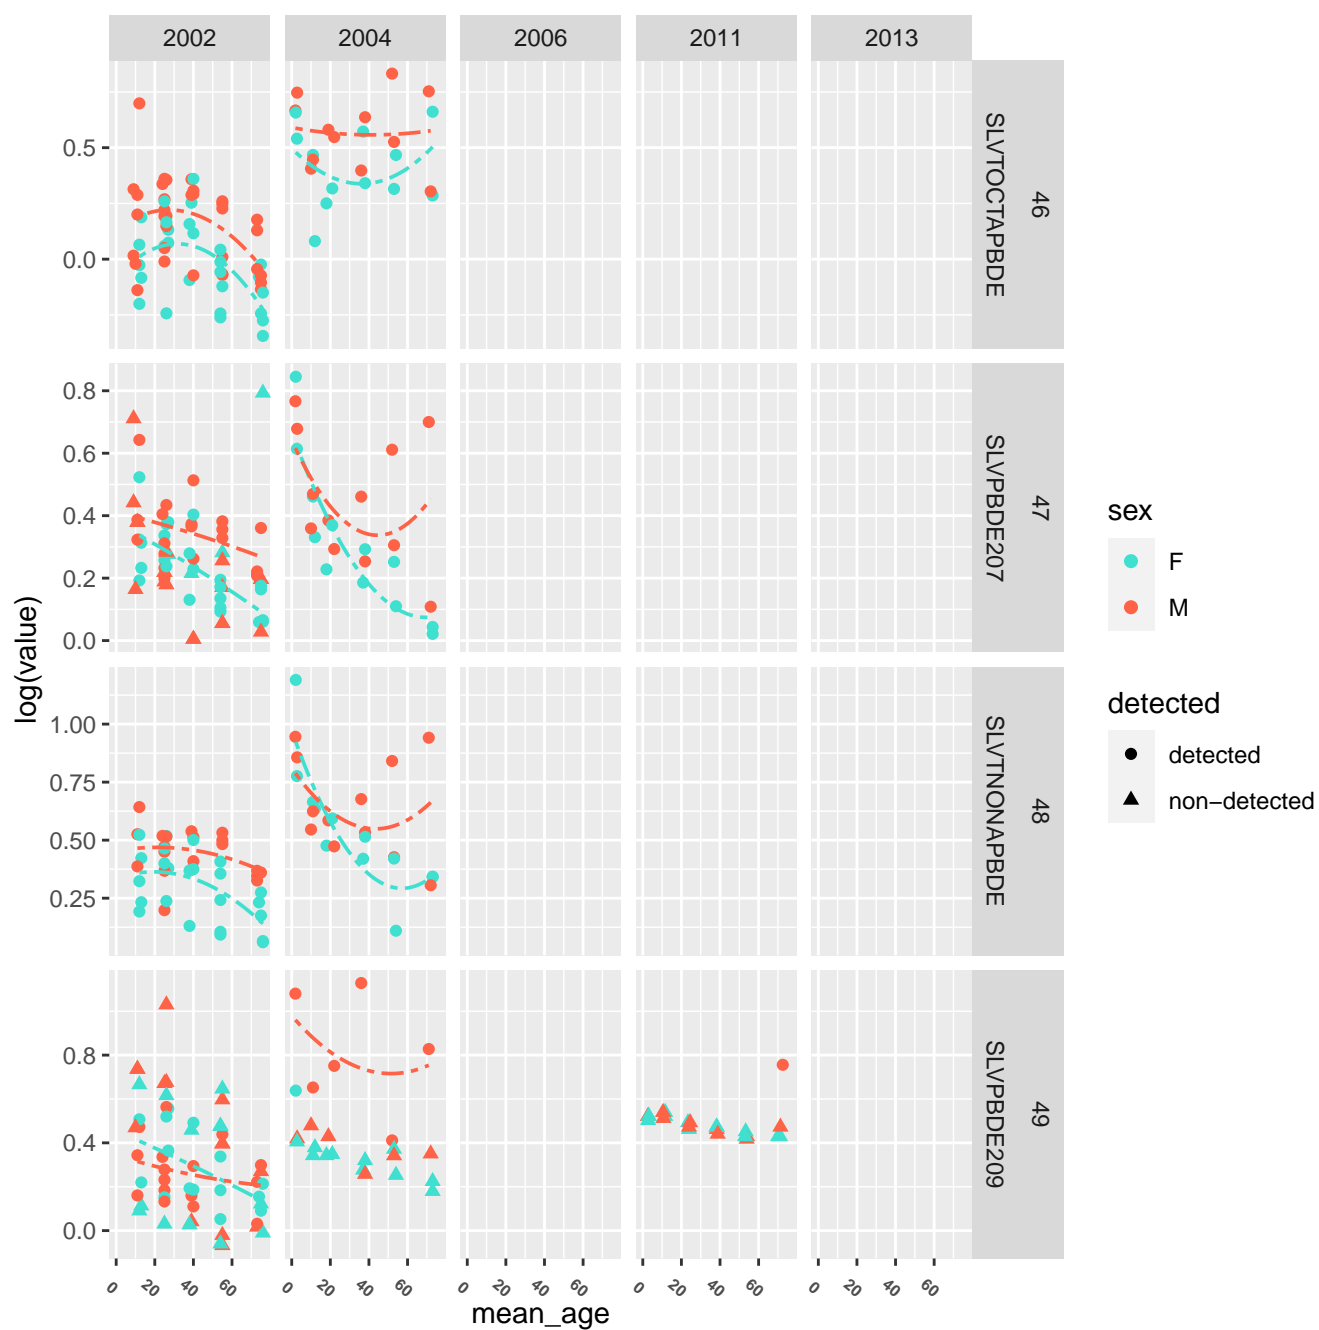 2002 2004 2006 2011 2013
0.5
0.0
SLVTOCTAPBDE
46
0.8
0.6
0.4
0.2
0.0
SLVPBDE207
47
1.00
0.75
0.50
0.25
SLVTNONAPBDE
48
0.8
0.4
0.0
SLVPBDE209
49
0 20 40 60 0 20 40 60 0 20 40 60 0 20 40 60 0 20 40 60
mean_age
log(value)
sex
F
M
detected
detected
non−detected